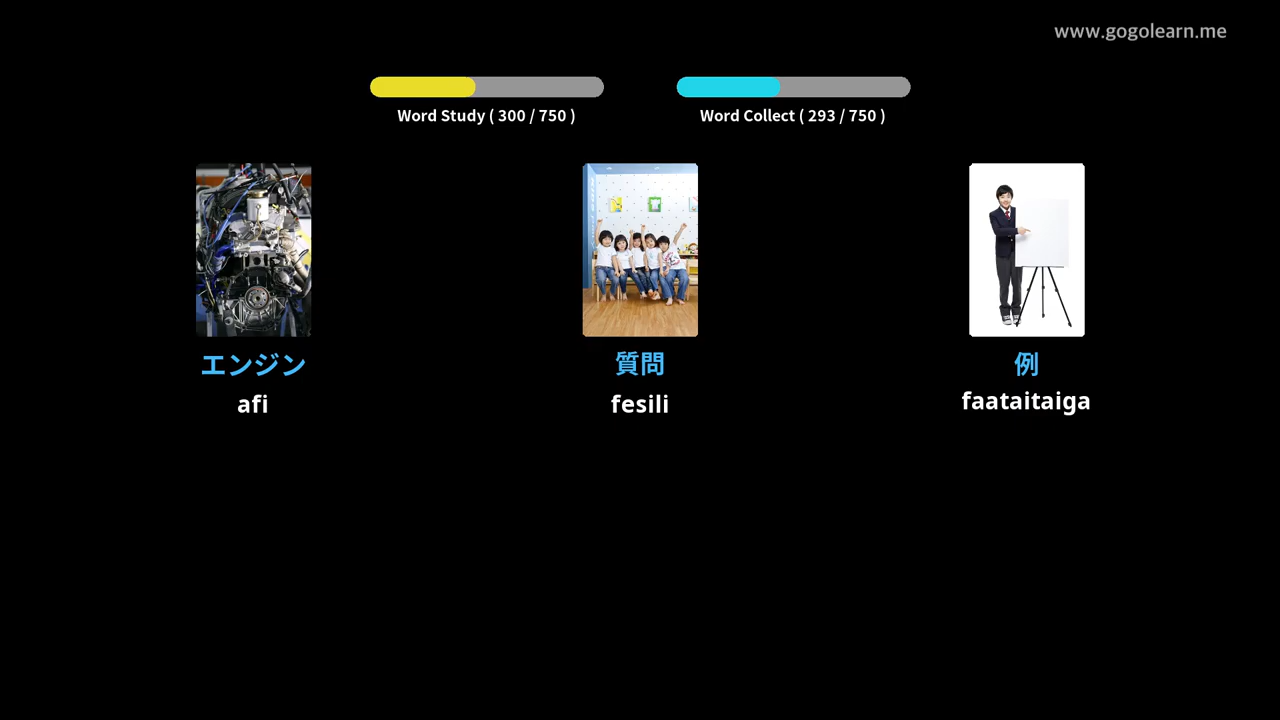 www.gogolearn.me
Word Study ( 300 / 750 )
Word Collect ( 293 / 750 )
エンジン
afi
質問
fesili
例
faataitaiga